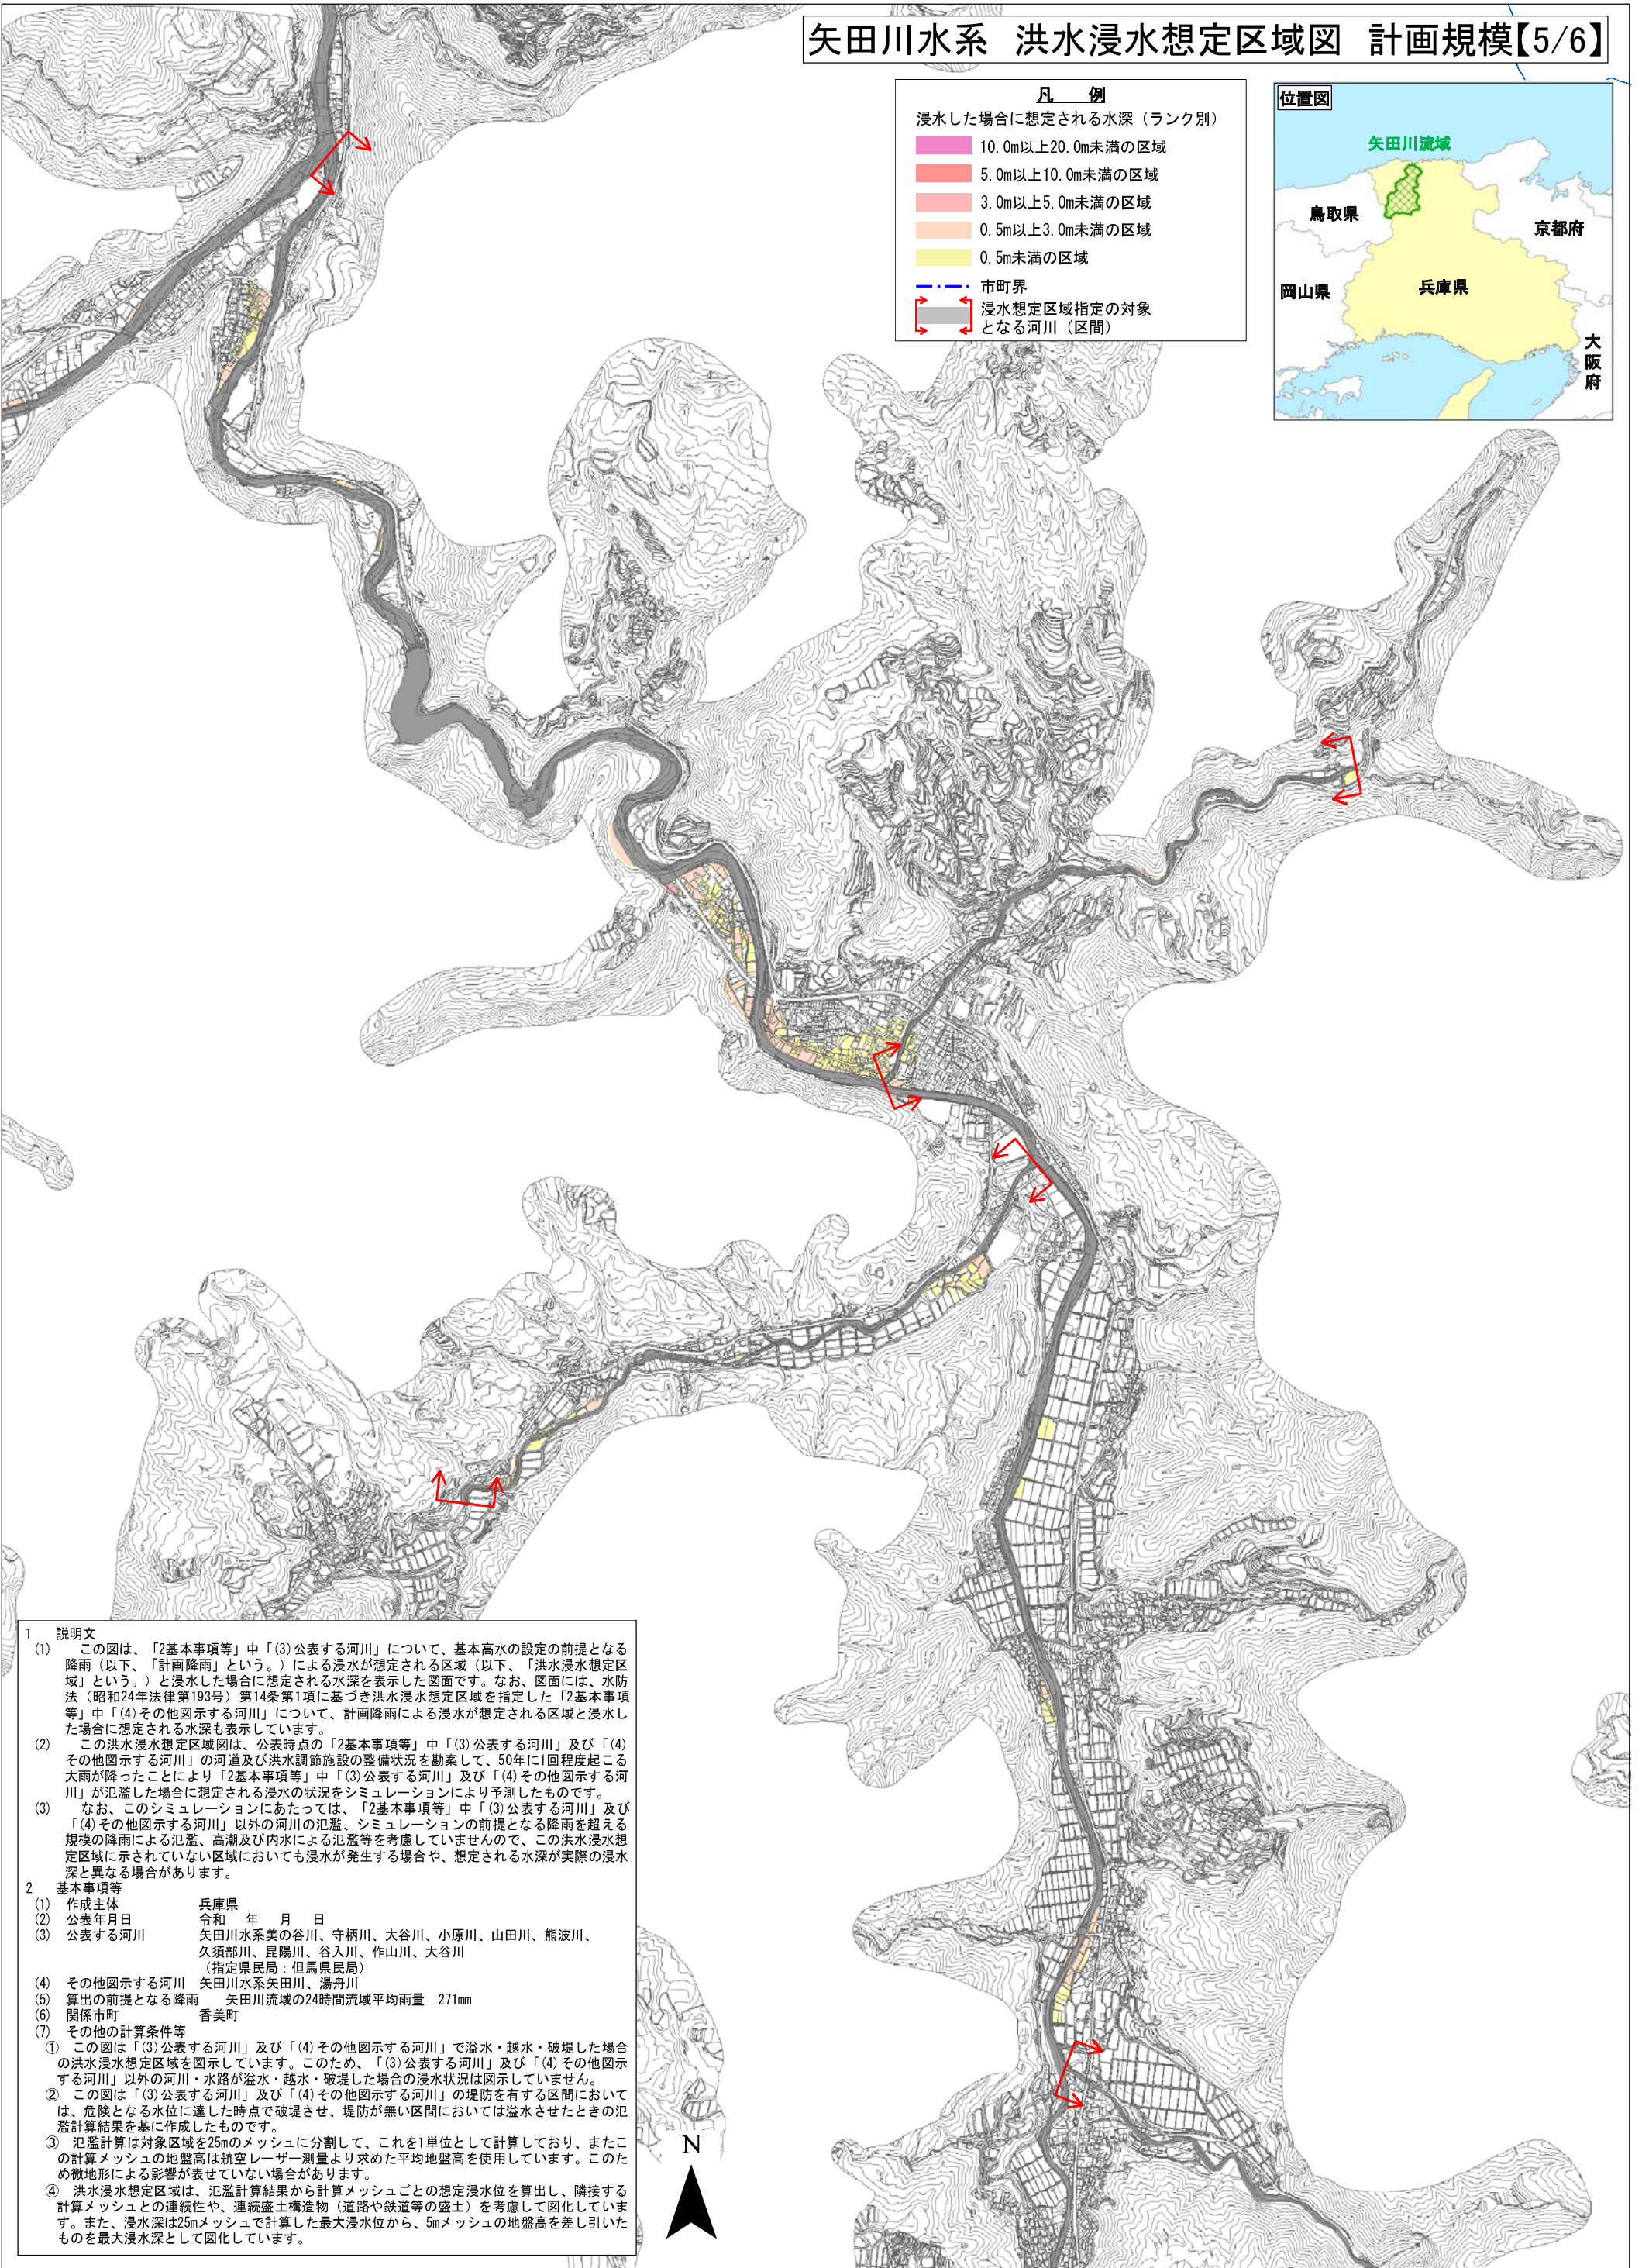 矢田川水系 洪水浸水想定区域図 計画規模【5/6】
凡 例
浸水した場合に想定される水深（ランク別）
10.0m以上20.0m未満の区域
5.0m以上10.0m未満の区域
3.0m以上5.0m未満の区域
0.5m以上3.0m未満の区域
0.5m未満の区域
市町界
浸水想定区域指定の対象
となる河川（区間）
位置図
矢田川流域
鳥取県
京都府
岡山県
兵庫県
大阪府
1 説明文
(1) この図は、「2基本事項等」中「(3)公表する河川」について、基本高水の設定の前提となる
降雨（以下、「計画降雨」という。）による浸水が想定される区域（以下、「洪水浸水想定区
域」という。）と浸水した場合に想定される水深を表示した図面です。なお、図面には、水防
法（昭和24年法律第193号）第14条第1項に基づき洪水浸水想定区域を指定した「2基本事項
等」中「(4)その他図示する河川」について、計画降雨による浸水が想定される区域と浸水し
た場合に想定される水深も表示しています。
(2) この洪水浸水想定区域図は、公表時点の「2基本事項等」中「(3)公表する河川」及び「(4)
その他図示する河川」の河道及び洪水調節施設の整備状況を勘案して、50年に1回程度起こる
大雨が降ったことにより「2基本事項等」中「(3)公表する河川」及び「(4)その他図示する河
川」が氾濫した場合に想定される浸水の状況をシミュレーションにより予測したものです。
(3) なお、このシミュレーションにあたっては、「2基本事項等」中「(3)公表する河川」及び
「(4)その他図示する河川」以外の河川の氾濫、シミュレーションの前提となる降雨を超える
規模の降雨による氾濫、高潮及び内水による氾濫等を考慮していませんので、この洪水浸水想
定区域に示されていない区域においても浸水が発生する場合や、想定される水深が実際の浸水
深と異なる場合があります。
2 基本事項等
(1) 作成主体 兵庫県
(2) 公表年月日 令和 年 月 日
(3) 公表する河川 矢田川水系美の谷川、守柄川、大谷川、小原川、山田川、熊波川、
久須部川、昆陽川、谷入川、作山川、大谷川
（指定県民局：但馬県民局）
(4) その他図示する河川 矢田川水系矢田川、湯舟川
(5) 算出の前提となる降雨 矢田川流域の24時間流域平均雨量 271mm
(6) 関係市町 香美町
(7) その他の計算条件等
① この図は「(3)公表する河川」及び「(4)その他図示する河川」で溢水・越水・破堤した場合
の洪水浸水想定区域を図示しています。このため、「(3)公表する河川」及び「(4)その他図示
する河川」以外の河川・水路が溢水・越水・破堤した場合の浸水状況は図示していません。
② この図は「(3)公表する河川」及び「(4)その他図示する河川」の堤防を有する区間において
は、危険となる水位に達した時点で破堤させ、堤防が無い区間においては溢水させたときの氾
濫計算結果を基に作成したものです。
③ 氾濫計算は対象区域を25mのメッシュに分割して、これを1単位として計算しており、またこ
の計算メッシュの地盤高は航空レーザー測量より求めた平均地盤高を使用しています。このた
め微地形による影響が表せていない場合があります。
④ 洪水浸水想定区域は、氾濫計算結果から計算メッシュごとの想定浸水位を算出し、隣接する
計算メッシュとの連続性や、連続盛土構造物（道路や鉄道等の盛土）を考慮して図化していま
す。また、浸水深は25mメッシュで計算した最大浸水位から、5mメッシュの地盤高を差し引いた
ものを最大浸水深として図化しています。
N